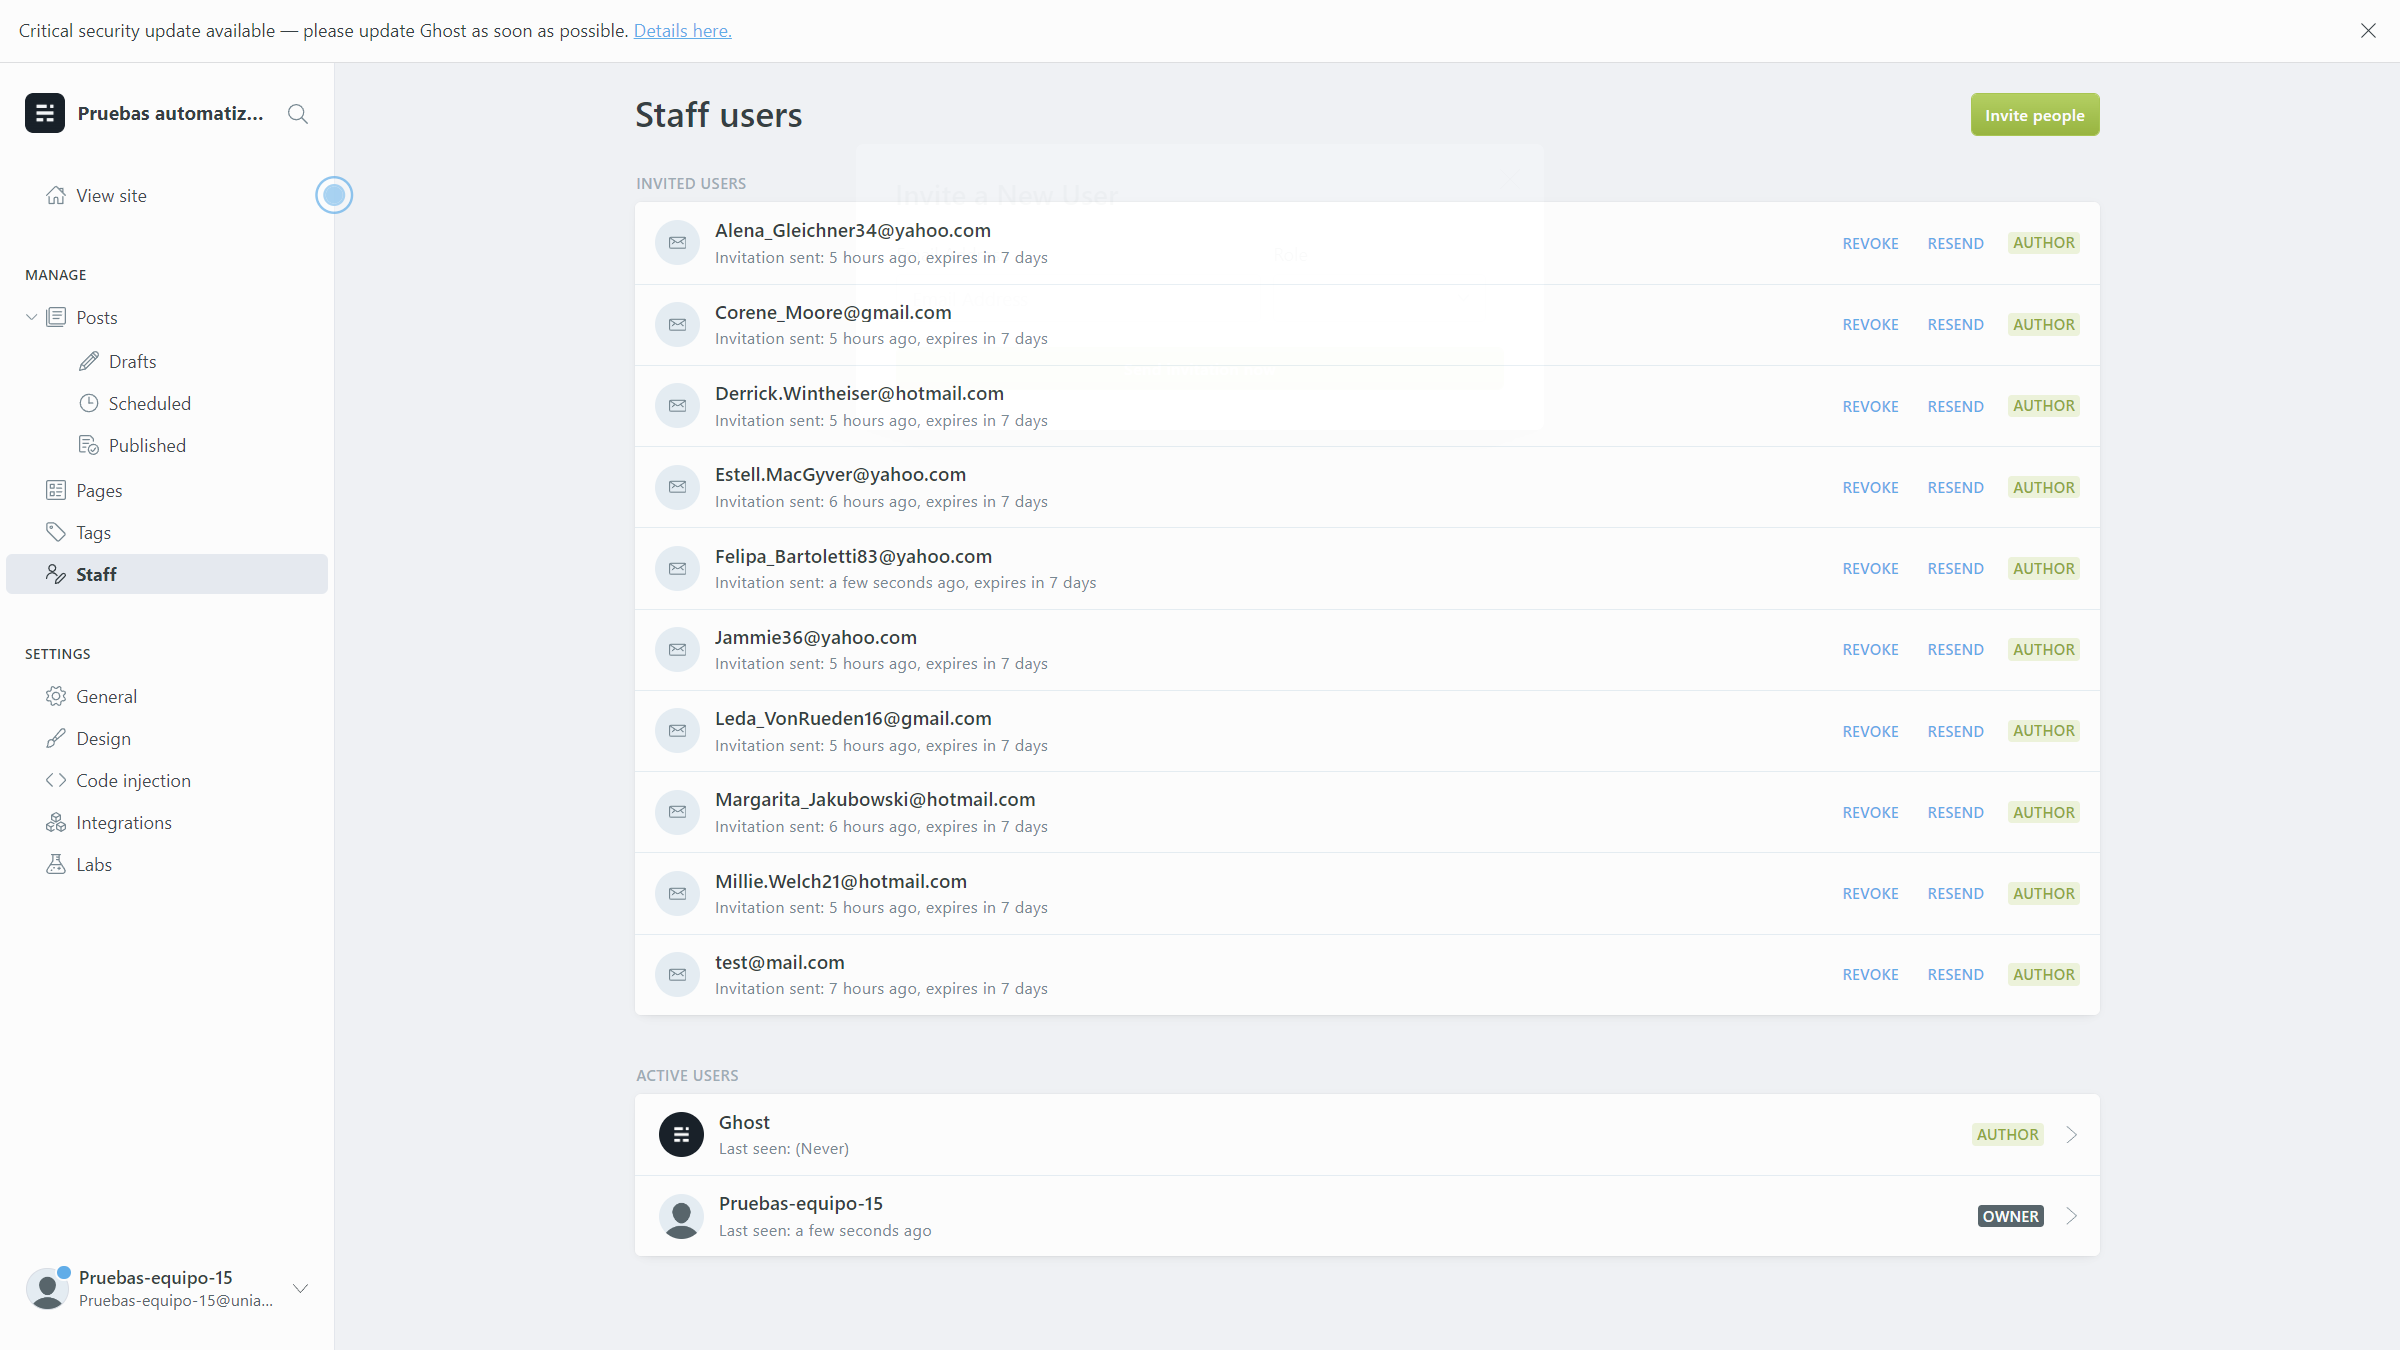 Critical security update available — please update Ghost as soon as possible. Details here.
Pruebas automatiz...
View site
MANAGE
Posts
Drafts
Scheduled
Published
Pages
Tags
Staff
SETTINGS
General
Design
Code injection
Integrations
Labs
Pruebas-equipo-15
Pruebas-equipo-15@unia...
Staff users
Invite people
INVITED USERS
Invite a New User
Alena_Gleichner34@yahoo.com
Invitation sent: 5 hours ago, expires in 7 days
REVOKE RESEND AUTHOR
Corene_Moore@gmail.com
Invitation sent: 5 hours ago, expires in 7 days
REVOKE RESEND AUTHOR
Derrick.Wintheiser@hotmail.com
Invitation sent: 5 hours ago, expires in 7 days
REVOKE RESEND AUTHOR
Estell.MacGyver@yahoo.com
Invitation sent: 6 hours ago, expires in 7 days
REVOKE RESEND AUTHOR
Felipa_Bartoletti83@yahoo.com
Invitation sent: a few seconds ago, expires in 7 days
REVOKE RESEND AUTHOR
Jammie36@yahoo.com
Invitation sent: 5 hours ago, expires in 7 days
REVOKE RESEND AUTHOR
Leda_VonRueden16@gmail.com
Invitation sent: 5 hours ago, expires in 7 days
REVOKE RESEND AUTHOR
Margarita_Jakubowski@hotmail.com
Invitation sent: 6 hours ago, expires in 7 days
REVOKE RESEND AUTHOR
Millie.Welch21@hotmail.com
Invitation sent: 5 hours ago, expires in 7 days
REVOKE RESEND AUTHOR
test@mail.com
Invitation sent: 7 hours ago, expires in 7 days
REVOKE RESEND AUTHOR
ACTIVE USERS
Ghost
Last seen: (Never)
AUTHOR
Pruebas-equipo-15
Last seen: a few seconds ago
OWNER